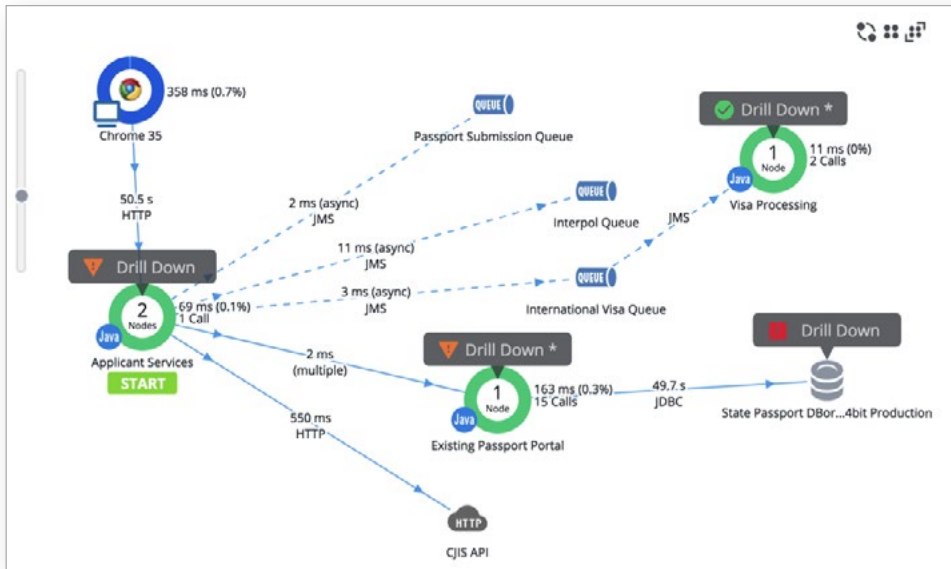 358 ms (0.7%)
Chrome 35
50.5 s
HTTP
QUEUE
Passport Submission Queue
Drill Down *
1
Node
11 ms (0%)
2 Calls
Java
Visa Processing
2 ms (async)
JMS
QUEUE
Interpol Queue
JMS
11 ms (async)
JMS
QUEUE
International Visa Queue
3 ms (async)
JMS
Drill Down
2
Nodes
69 ms (0.1%)
1 Call
Java
Applicant Services
START
2 ms
(multiple)
Drill Down *
1
Node
163 ms (0.3%)
15 Calls
Java
Existing Passport Portal
49.7 s
JDBC
Drill Down
State Passport DBor...4bit Production
550 ms
HTTP
HTTP
CJIS API